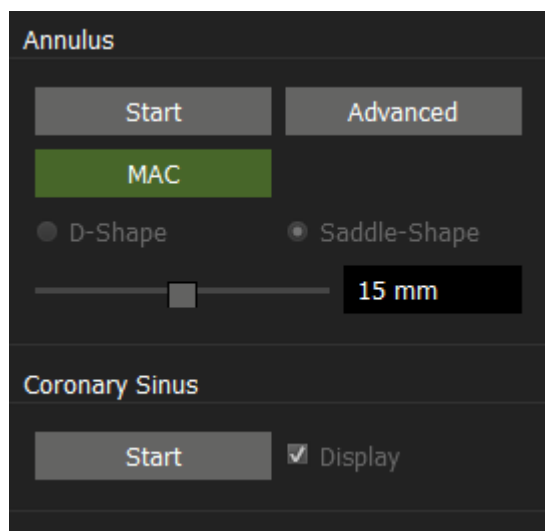 Annulus
Start Advanced
MAC
D-Shape Saddle-Shape
15 mm
Coronary Sinus
Start Display